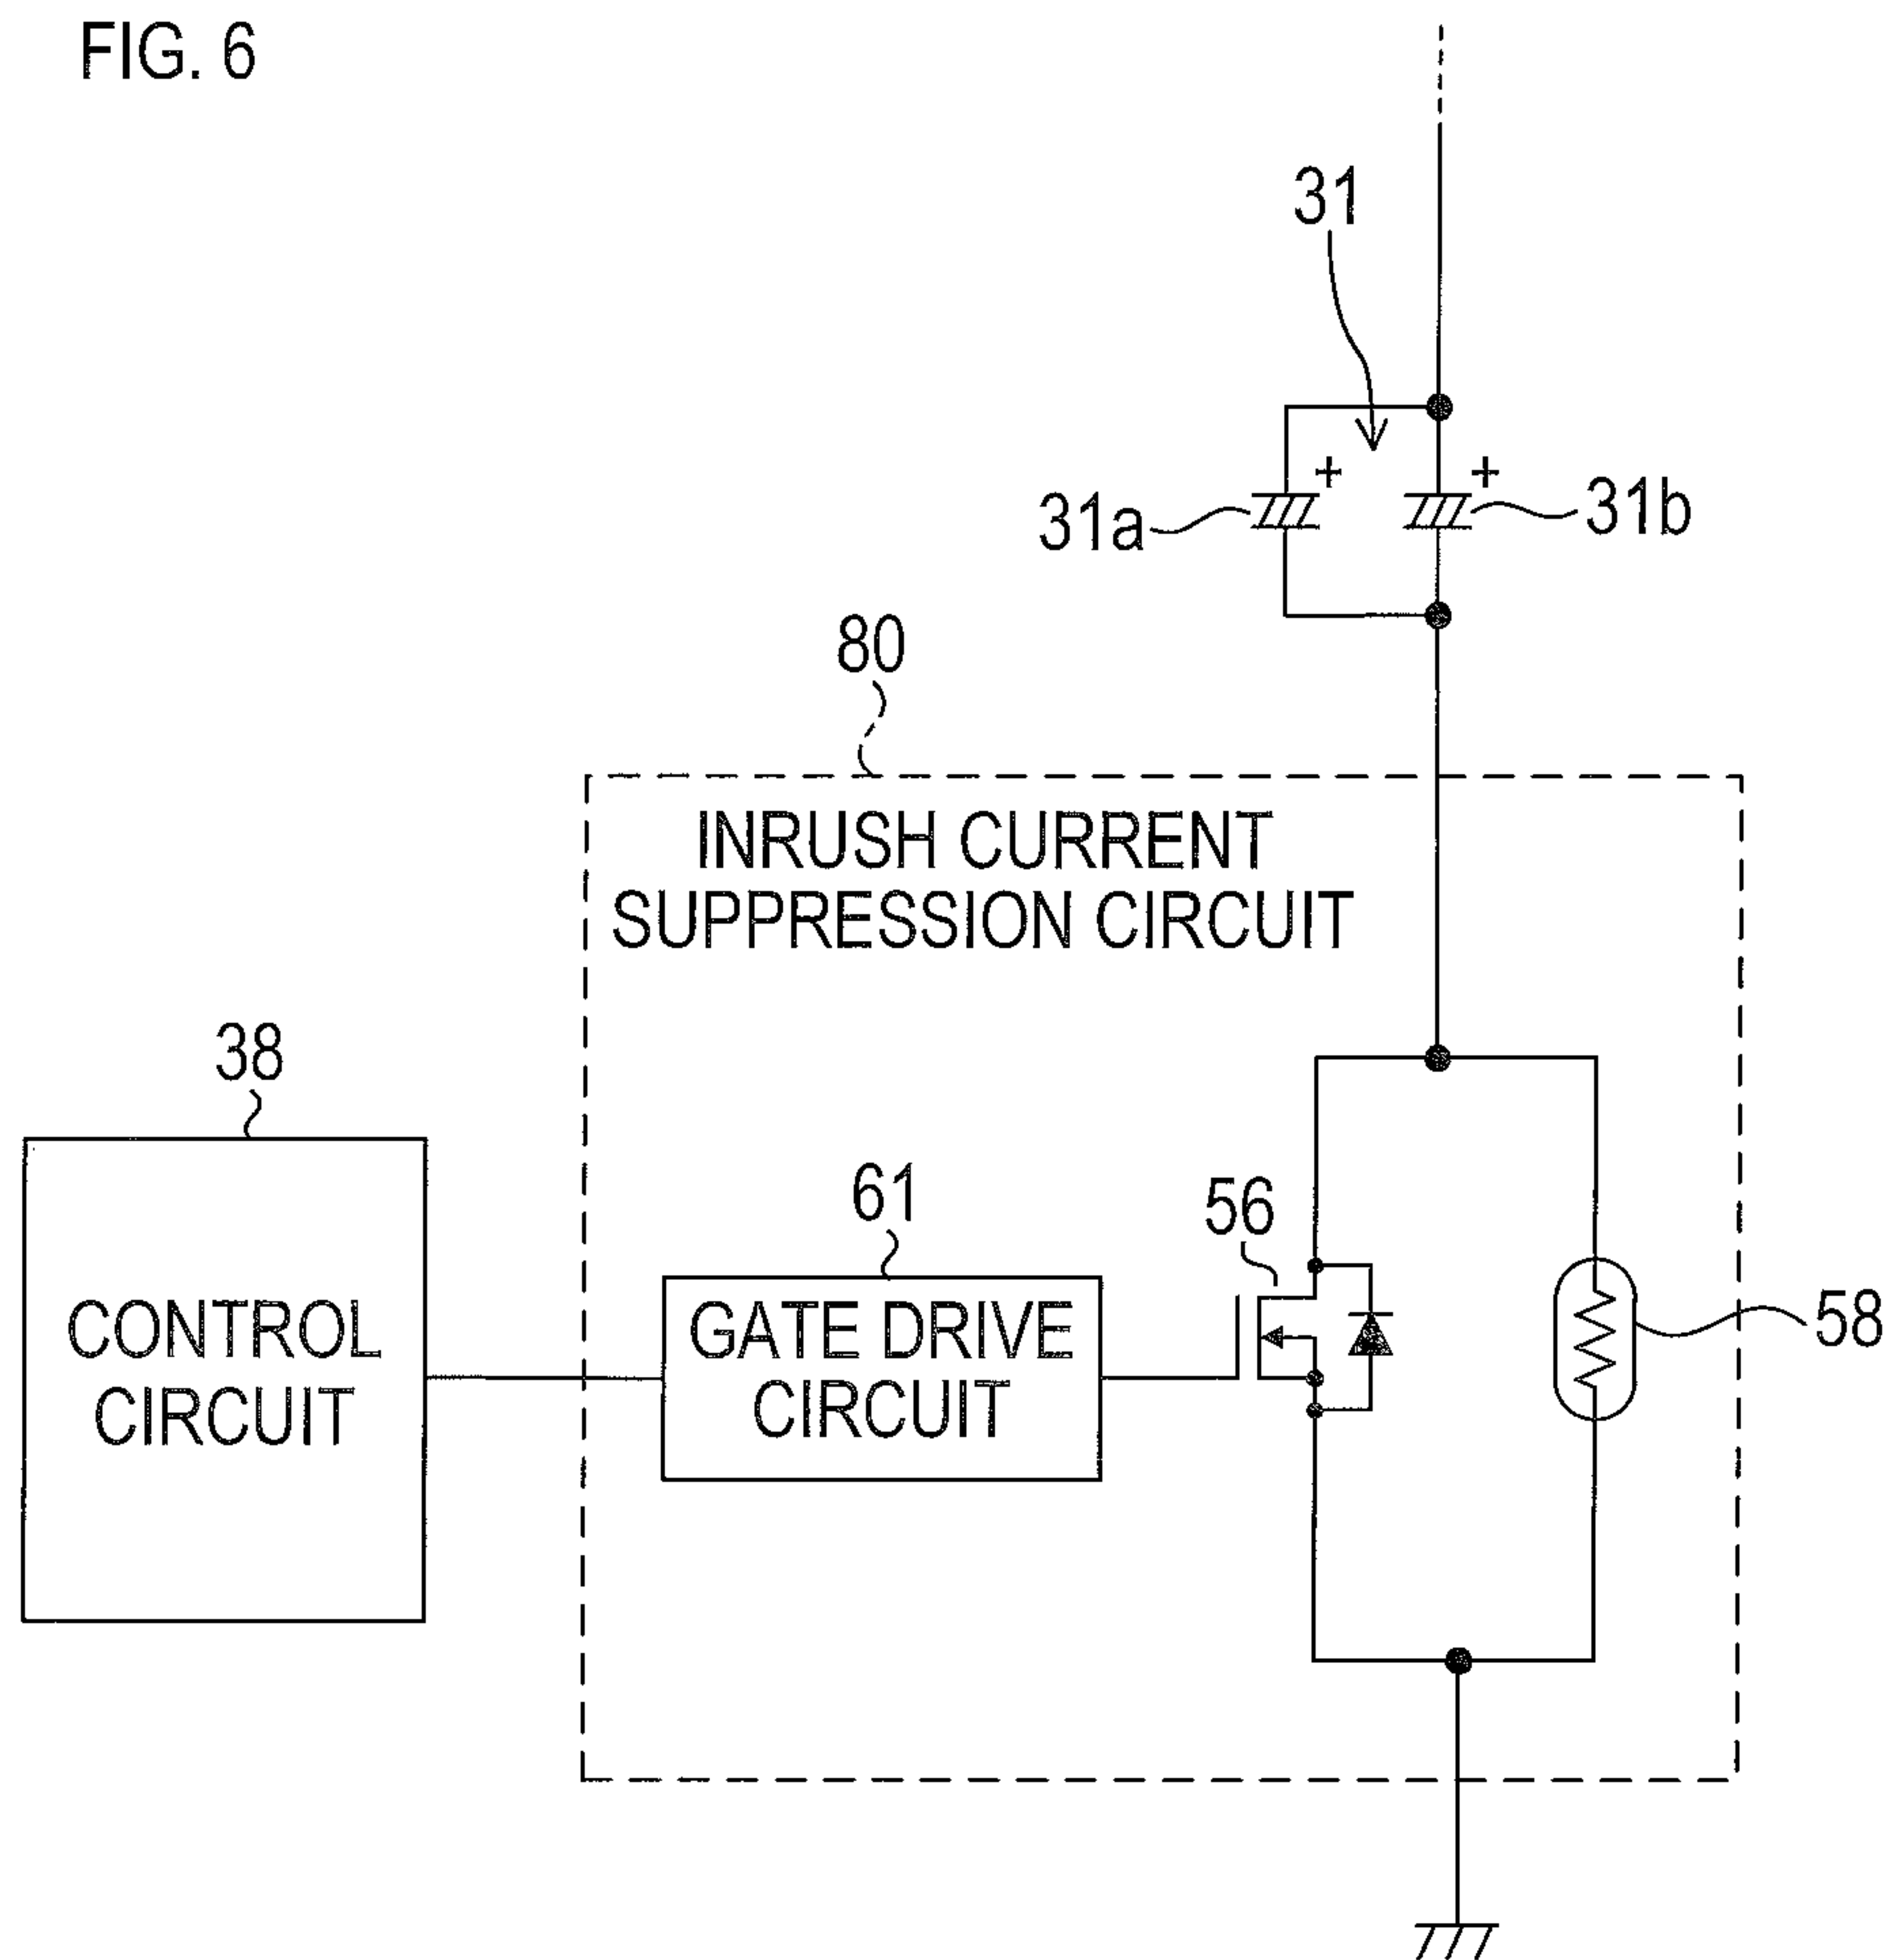 FIG. 6
31
+
+
31a
31b
80
INRUSH CURRENT
SUPPRESSION CIRCUIT
38
61
56
GATE DRIVE
CIRCUIT
CONTROL
CIRCUIT
58